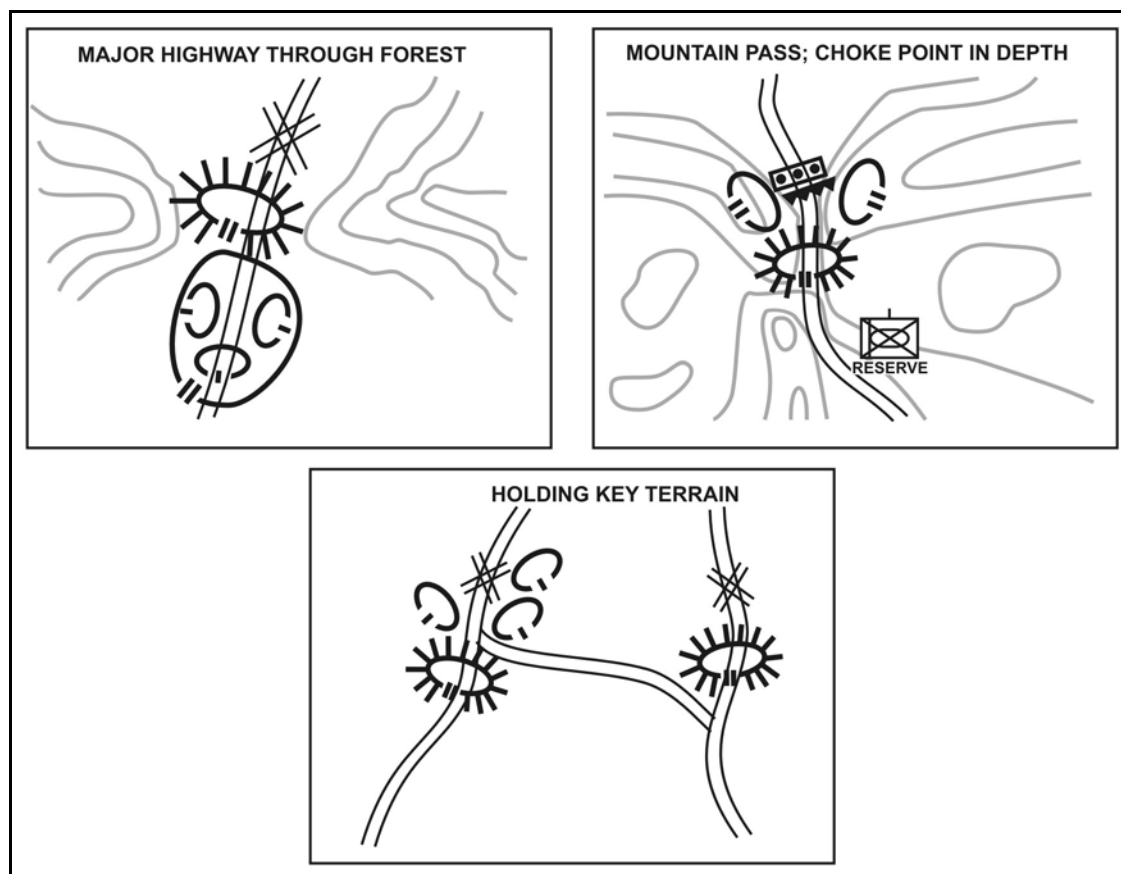 MAJOR HIGHWAY THROUGH FOREST
MOUNTAIN PASS; CHOKE POINT IN DEPTH
RESERVE
HOLDING KEY TERRAIN